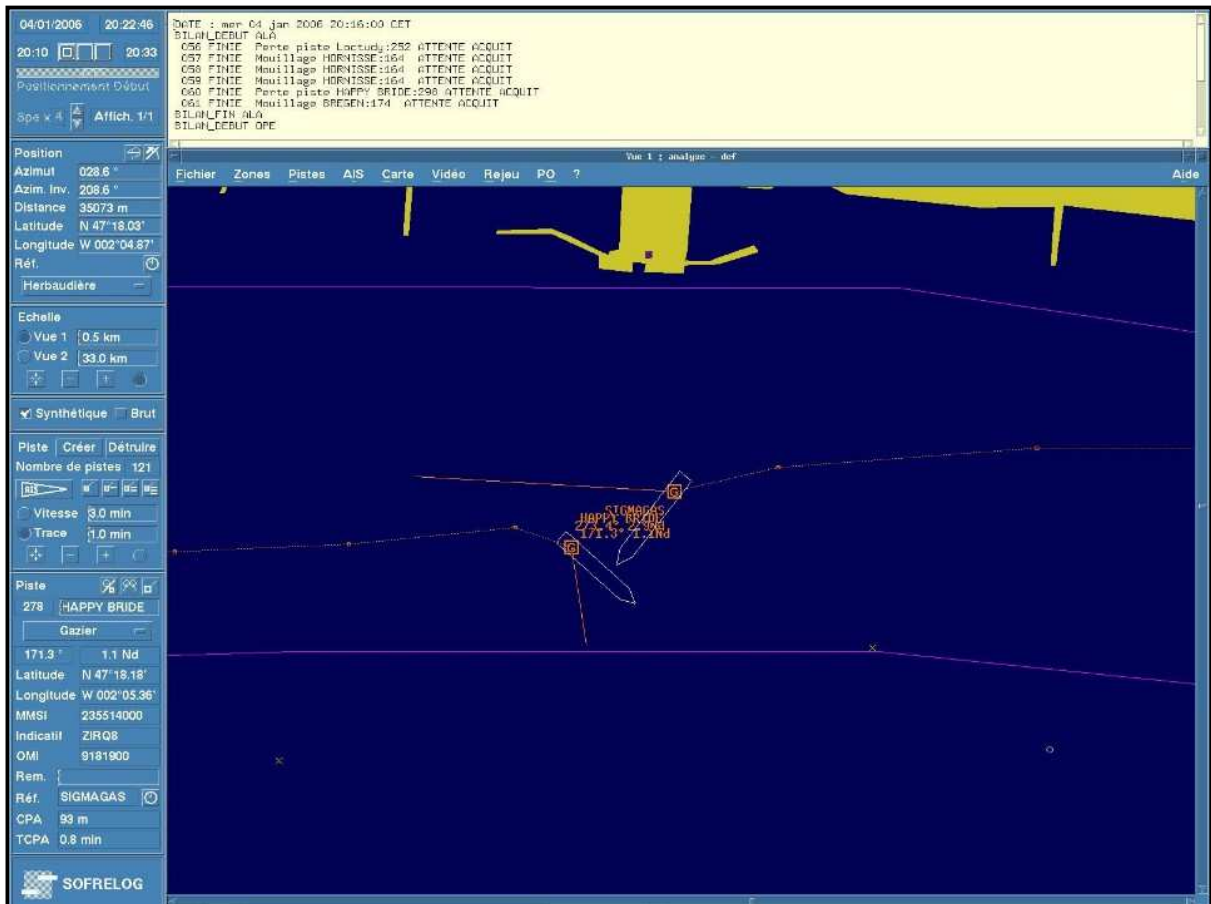 04/01/2006 20:22:46
20:10 20:33
Positionnement Début
Spe x 4 Affich. 1/1
DATE : mer 04 jan 2006 20:16:00 CET
BILAN_DEBUT ALA
056 FINIE Perte piste Loctudy:252 ATTENTE ACQUIT
057 FINIE Mouillage HORNISSE:164 ATTENTE ACQUIT
058 FINIE Mouillage HORNISSE:164 ATTENTE ACQUIT
059 FINIE Mouillage HORNISSE:164 ATTENTE ACQUIT
060 FINIE Perte piste HAPPY BRIDE:298 ATTENTE ACQUIT
061 FINIE Mouillage BREGEN:174 ATTENTE ACQUIT
BILAN_FIN ALA
BILAN_DEBUT OPE
Vue 1 : analyse - def
Fichier Zones Pistes AIS Carte Vidéo Rejeu PO ? Aide
Position
Azimut 028.6 °
Azim. Inv. 208.6 °
Distance 35073 m
Latitude N 47°18.03'
Longitude W 002°04.87'
Réf.
Herbaudière
Echelle
Vue 1 0.5 km
Vue 2 33.0 km
Synthétique Brut
Piste Créer Détruire
Nombre de pistes 121
Vitesse 3.0 min
Trace 1.0 min
Piste
278 HAPPY BRIDE
Gazier
171.3 ° 1.1 Nd
Latitude N 47°18.18'
Longitude W 002°05.36'
MMSI 235514000
Indicatif ZIRQ8
OMI 9181900
Rem.
Réf. SIGMAGAS
CPA 93 m
TCPA 0.8 min
SOFRELOG
G
SIGMAGAS
HAPPY BRIDE
171.3° 1.1Nd
G